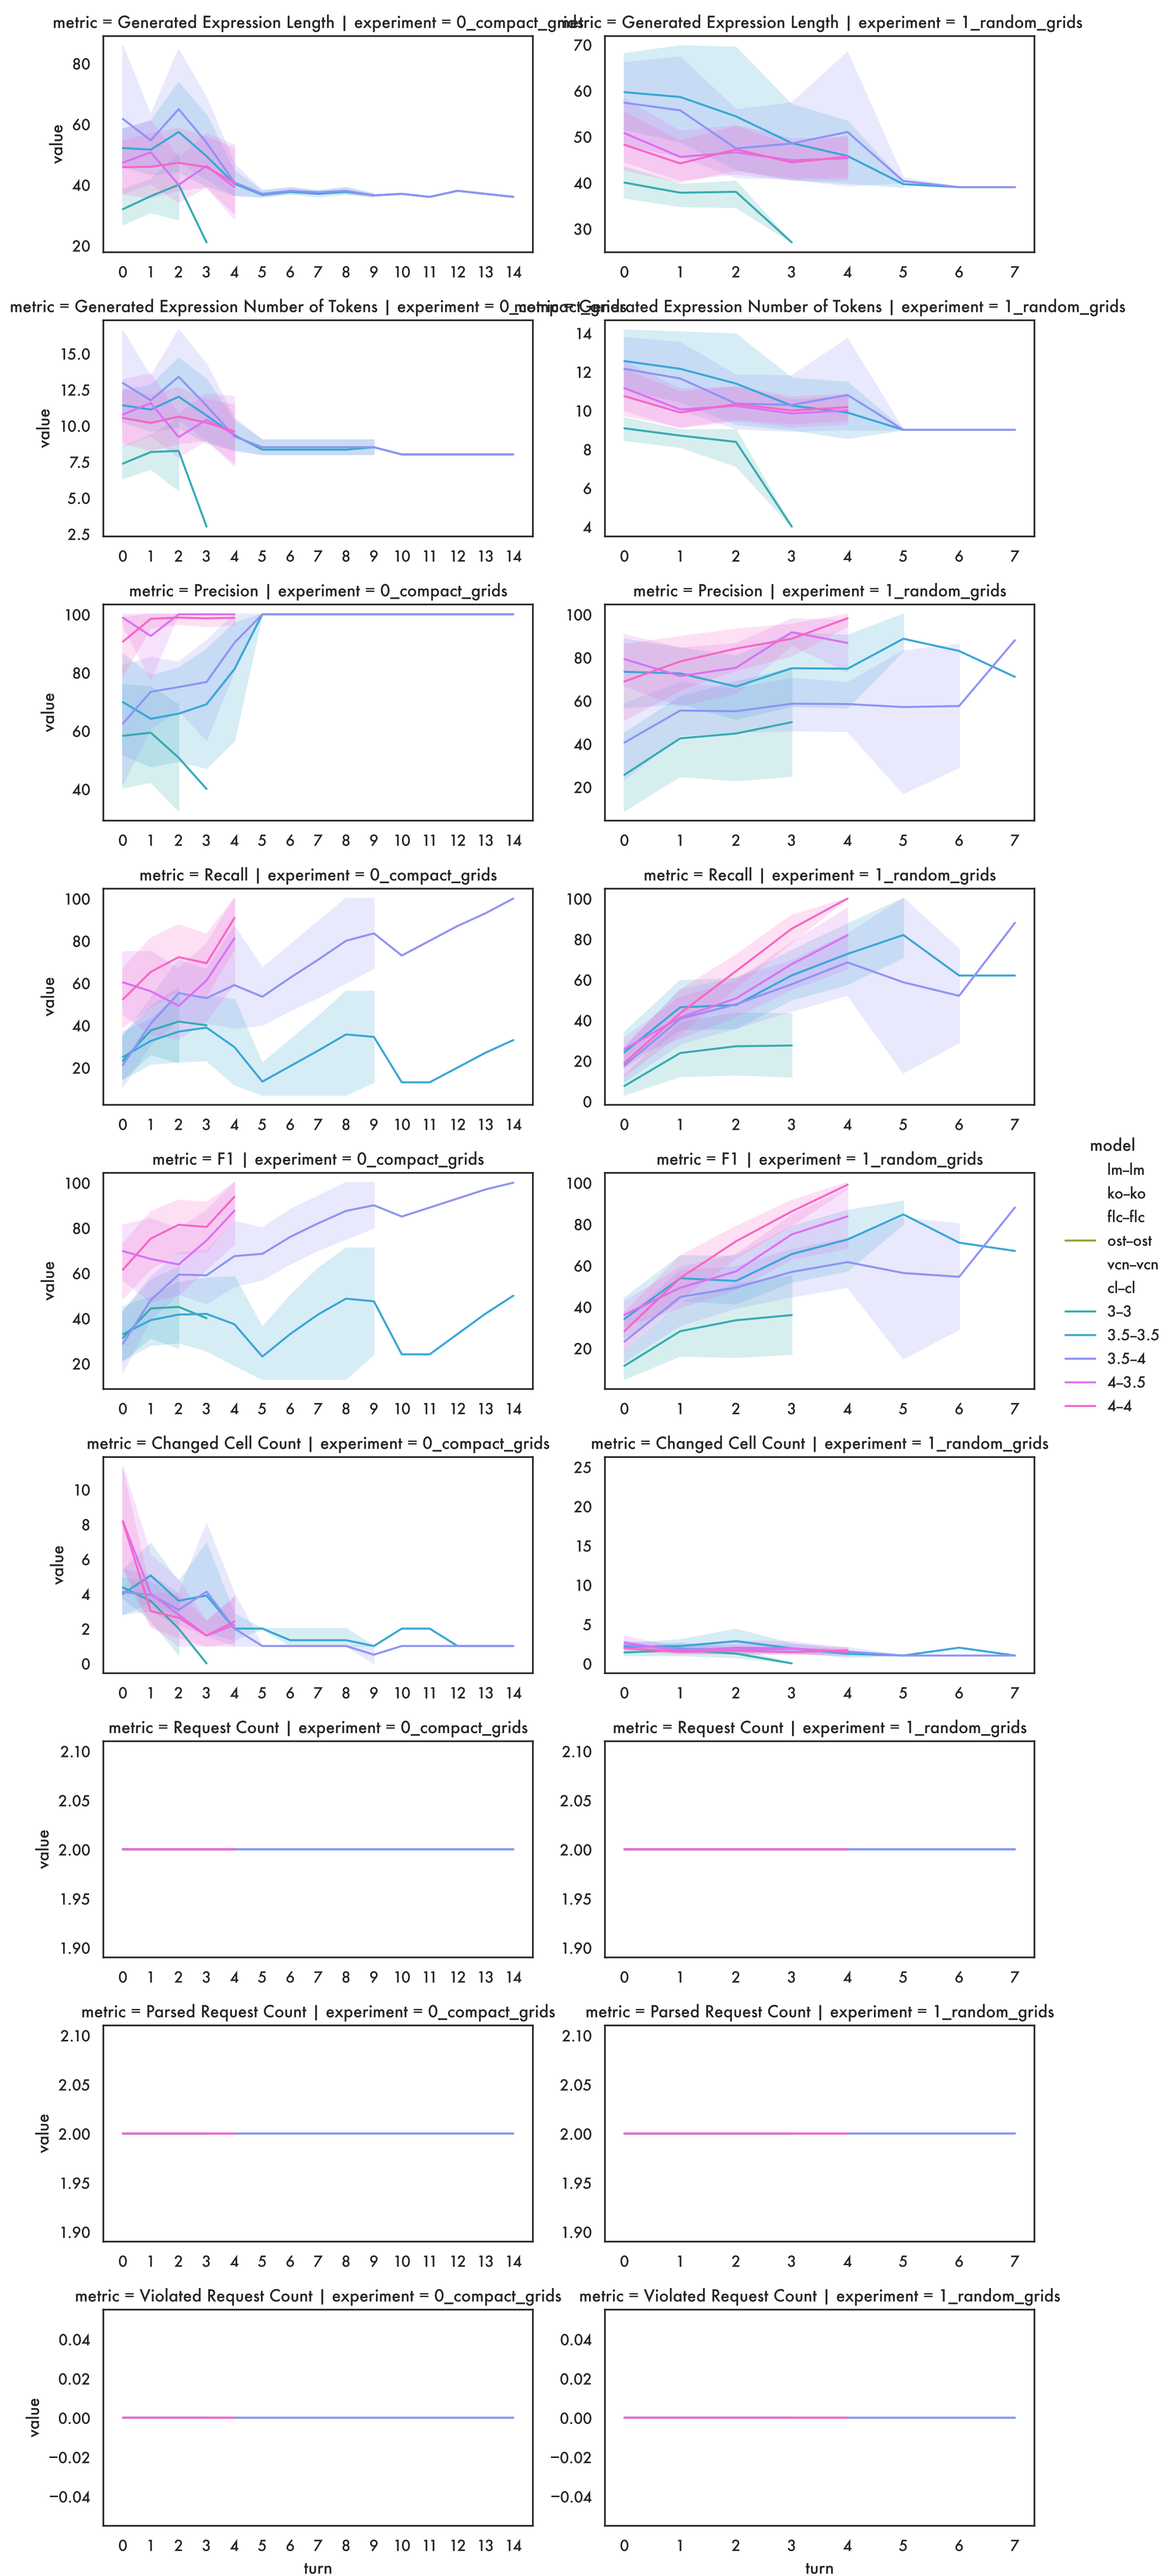 metric = Generated Expression Length | experiment = 0_compact_grids
metric = Generated Expression Length | experiment = 1_random_grids
80
60
40
20
value
0 1 2 3 4 5 6 7 8 9 10 11 12 13 14
70
60
50
40
30
0 1 2 3 4 5 6 7
metric = Generated Expression Number of Tokens | experiment = 0_compact_grids
metric = Generated Expression Number of Tokens | experiment = 1_random_grids
15.0
12.5
10.0
7.5
5.0
2.5
value
0 1 2 3 4 5 6 7 8 9 10 11 12 13 14
14
12
10
8
6
4
0 1 2 3 4 5 6 7
metric = Precision | experiment = 0_compact_grids
metric = Precision | experiment = 1_random_grids
100
80
60
40
value
0 1 2 3 4 5 6 7 8 9 10 11 12 13 14
100
80
60
40
20
0 1 2 3 4 5 6 7
metric = Recall | experiment = 0_compact_grids
metric = Recall | experiment = 1_random_grids
100
80
60
40
20
value
0 1 2 3 4 5 6 7 8 9 10 11 12 13 14
100
80
60
40
20
0
0 1 2 3 4 5 6 7
metric = F1 | experiment = 0_compact_grids
metric = F1 | experiment = 1_random_grids
100
80
60
40
20
value
0 1 2 3 4 5 6 7 8 9 10 11 12 13 14
100
80
60
40
20
0 1 2 3 4 5 6 7
model
lm–lm
ko–ko
flc–flc
ost–ost
vcn–vcn
cl–cl
3–3
3.5–3.5
3.5–4
4–3.5
4–4
metric = Changed Cell Count | experiment = 0_compact_grids
metric = Changed Cell Count | experiment = 1_random_grids
10
8
6
4
2
0
value
0 1 2 3 4 5 6 7 8 9 10 11 12 13 14
25
20
15
10
5
0
0 1 2 3 4 5 6 7
metric = Request Count | experiment = 0_compact_grids
metric = Request Count | experiment = 1_random_grids
2.10
2.05
2.00
1.95
1.90
value
0 1 2 3 4 5 6 7 8 9 10 11 12 13 14
2.10
2.05
2.00
1.95
1.90
0 1 2 3 4 5 6 7
metric = Parsed Request Count | experiment = 0_compact_grids
metric = Parsed Request Count | experiment = 1_random_grids
2.10
2.05
2.00
1.95
1.90
value
0 1 2 3 4 5 6 7 8 9 10 11 12 13 14
2.10
2.05
2.00
1.95
1.90
0 1 2 3 4 5 6 7
metric = Violated Request Count | experiment = 0_compact_grids
metric = Violated Request Count | experiment = 1_random_grids
0.04
0.02
0.00
−0.02
−0.04
value
0 1 2 3 4 5 6 7 8 9 10 11 12 13 14
turn
0.04
0.02
0.00
−0.02
−0.04
0 1 2 3 4 5 6 7
turn